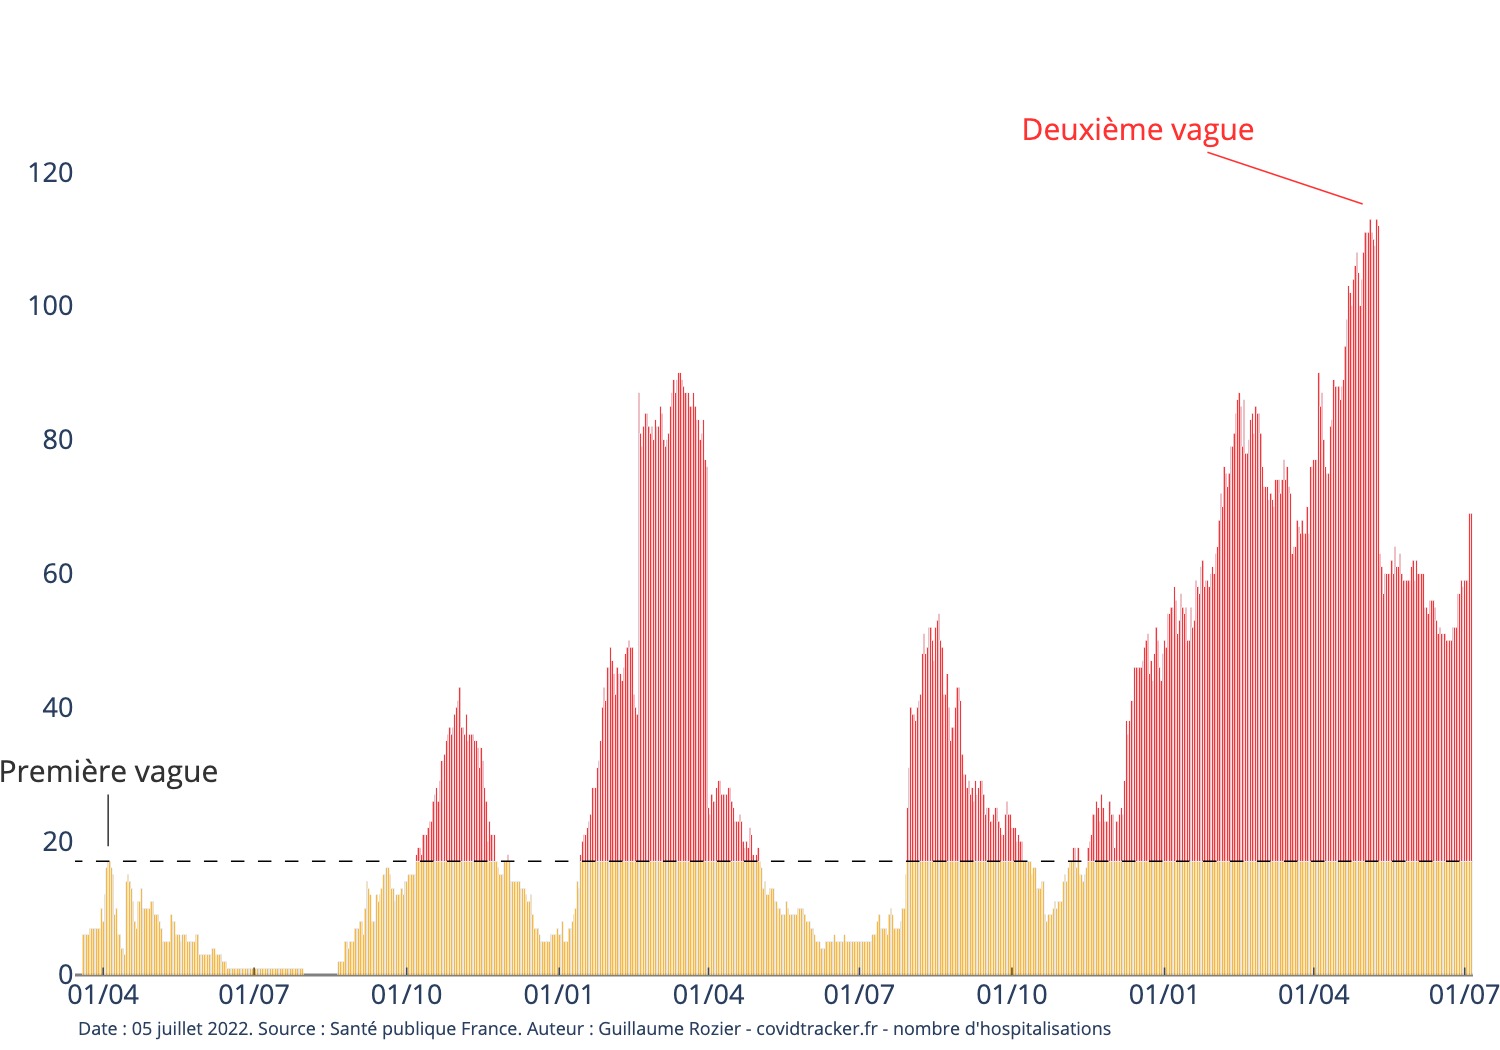 Deuxième vague
120
100
80
60
40
Première vague
20
0
01/04 01/07 01/10 01/01 01/04 01/07 01/10 01/01 01/04 01/07
Date : 05 juillet 2022. Source : Santé publique France. Auteur : Guillaume Rozier - covidtracker.fr - nombre d'hospitalisations